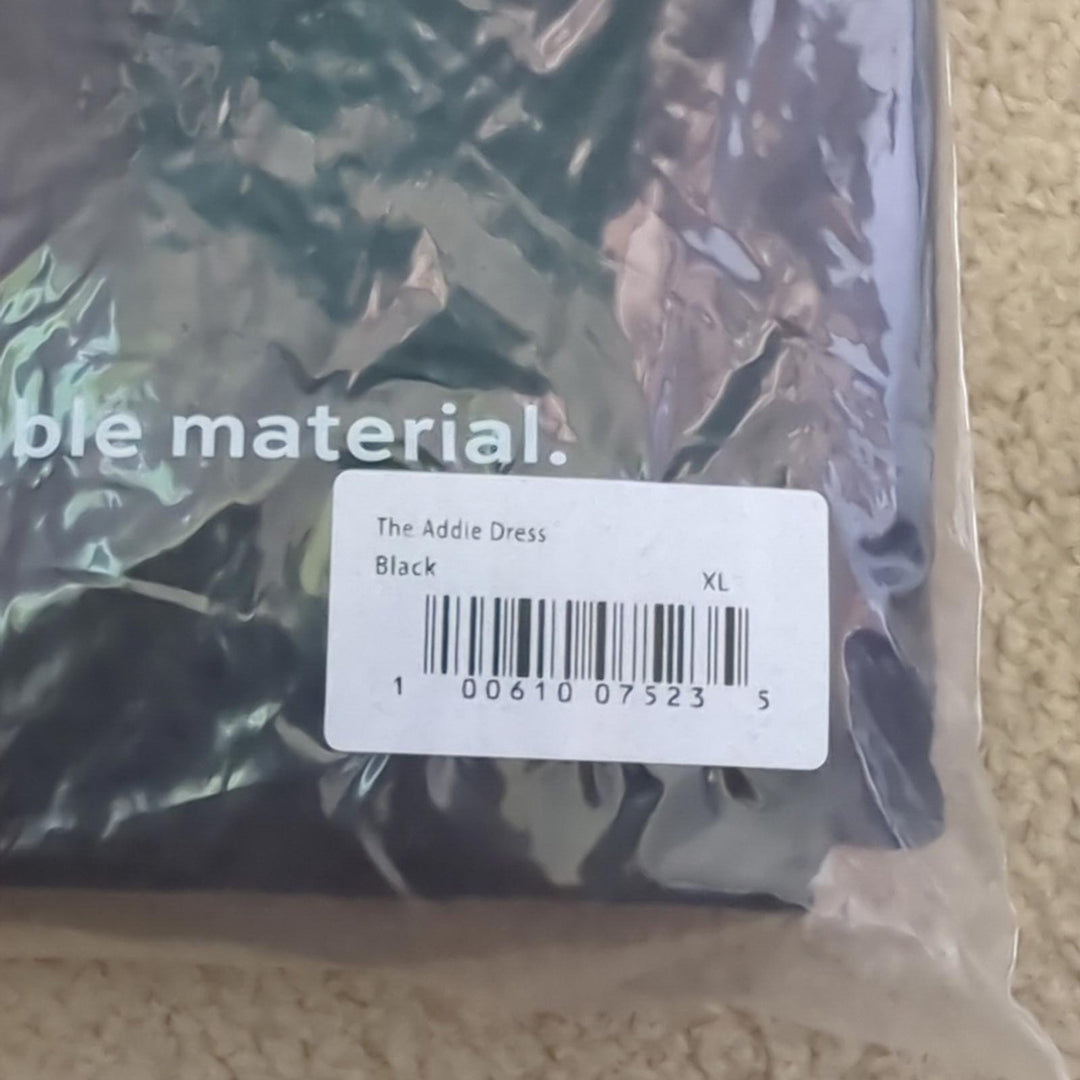 ble material.
The Addie Dress
Black
XL
1 00610 07523 5